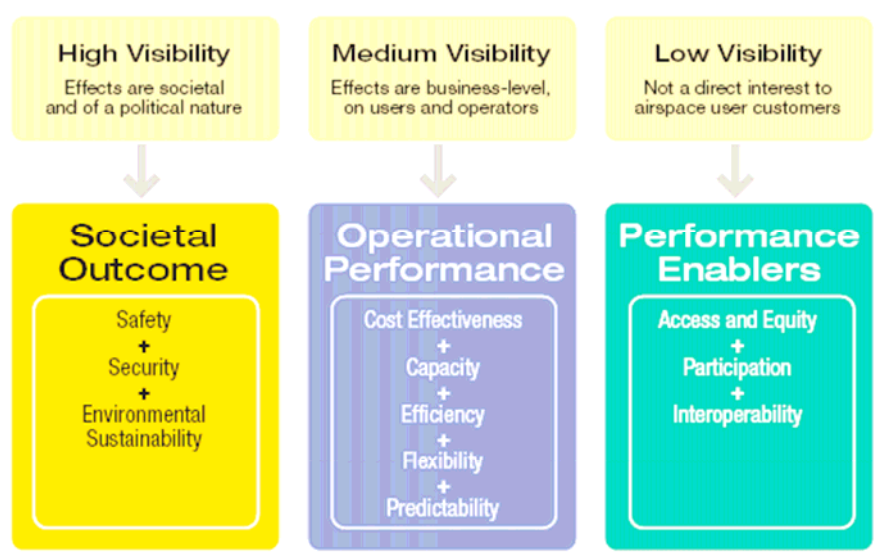 High Visibility
Effects are societal
and of a political nature
Medium Visibility
Effects are business-level,
on users and operators
Low Visibility
Not a direct interest to
airspace user customers
Societal
Outcome
Safety
+
Security
+
Environmental
Sustainability
Operational
Performance
Cost Effectiveness
+
Capacity
+
Efficiency
+
Flexibility
+
Predictability
Performance
Enablers
Access and Equity
+
Participation
+
Interoperability